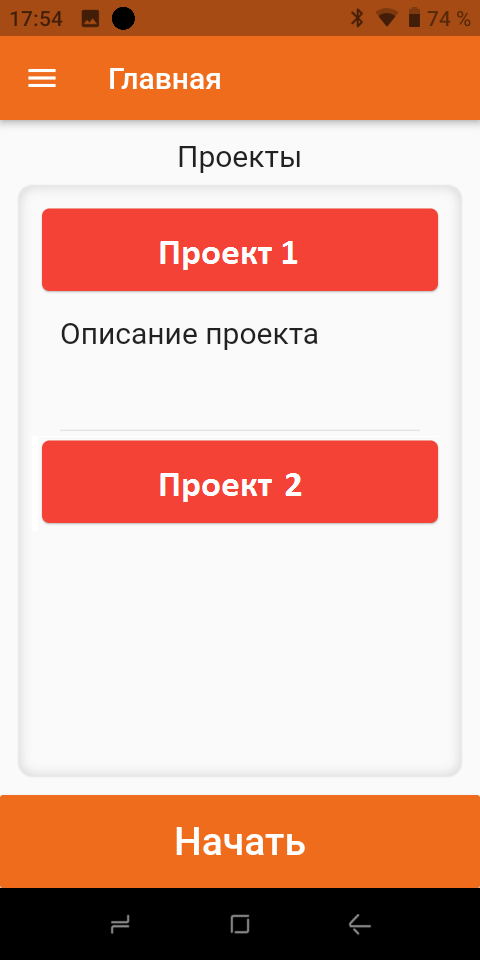 17:54 74 %
Главная
Проекты
Проект 1
Описание проекта
Проект 2
Начать